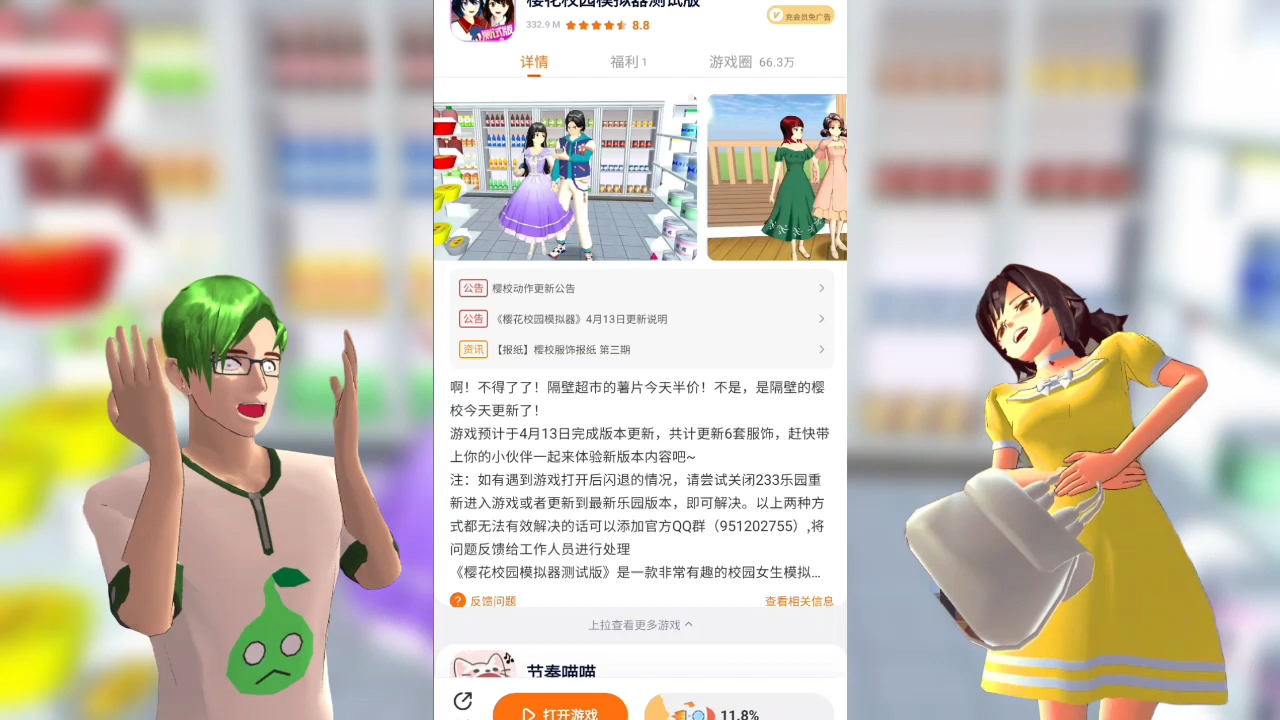 樱花校园模拟器测试版
测试版
332.9 M 8.8
充会员免广告
详情 福利 1 游戏圈 66.3万
公告 樱校动作更新公告
公告 《樱花校园模拟器》4月13日更新说明
资讯 【报纸】樱校服饰报纸 第三期
啊！不得了了！隔壁超市的薯片今天半价！不是，是隔壁的樱
校今天更新了！
游戏预计于4月13日完成版本更新，共计更新6套服饰，赶快带
上你的小伙伴一起来体验新版本内容吧~
注：如有遇到游戏打开后闪退的情况，请尝试关闭233乐园重
新进入游戏或者更新到最新乐园版本，即可解决。以上两种方
式都无法有效解决的话可以添加官方QQ群（951202755）,将
问题反馈给工作人员进行处理
《樱花校园模拟器测试版》是一款非常有趣的校园女生模拟...
? 反馈问题 查看相关信息
上拉查看更多游戏
节奏喵喵
打开游戏 11.8%